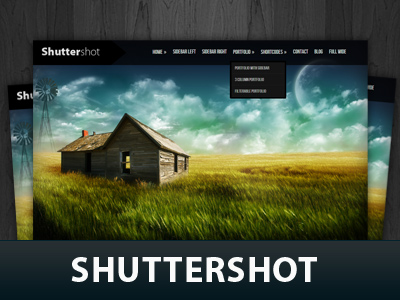 Shuttershot
HOME » SIDEBAR LEFT SIDEBAR RIGHT PORTFOLIO » SHORTCODES » CONTACT BLOG FULL WIDE
PORTFOLIO WITH SIDEBAR
3 COLUMN PORTFOLIO
FILTERABLE PORTFOLIO
SHUTTERSHOT